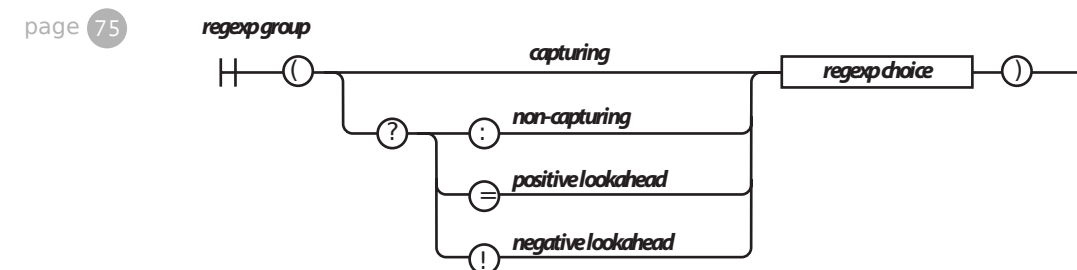 page 75
regexp group
capturing
( regexp choice )
non-capturing
? :
positive lookahead
=
negative lookahead
!